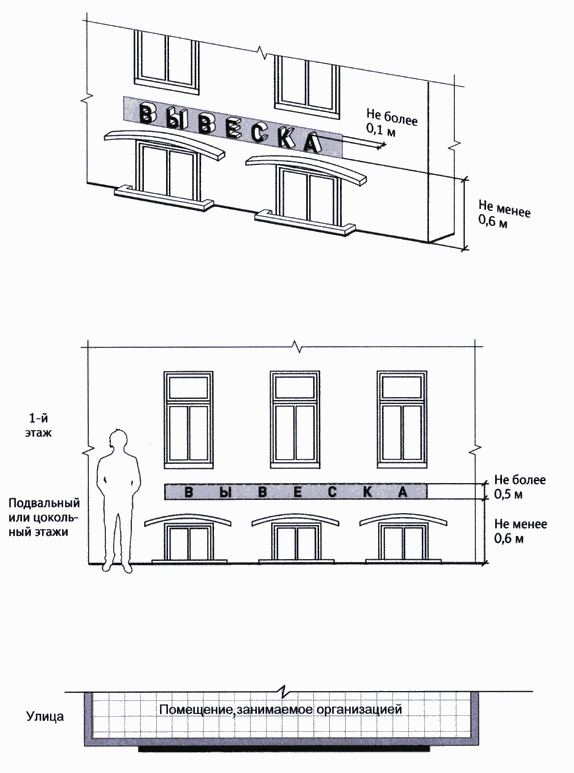 ВЫВЕСКА
Не более
0,1 м
Не менее
0,6 м
1-й
этаж
Подвальный
или цоколь-
ный этажи
В Ы В Е С К А
Не более
0,5 м
Не менее
0,6 м
Улица
Помещение,занимаемое организацией